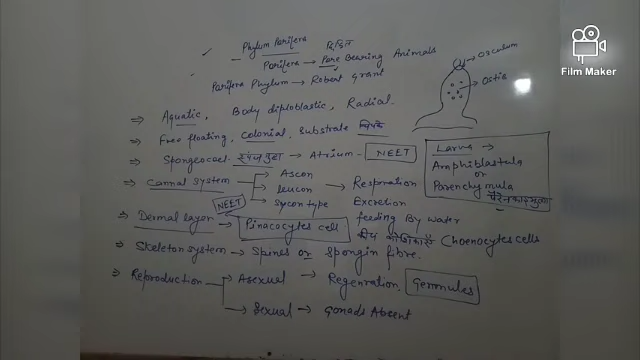 Phylum Porifera
Porifera → Pore Bearing Animals
Porifera Phylum → Robert Grant
⇒ Aquatic, Body diploblastic, Radial.
⇒ Free floating, Colonial, Substrate
⇒ Spongeocoel → Atrium - NEET
⇒ Cannal System → Ascon
→ leucon → Respiration
→ Sycon type Excretion
NEET feeding By water
⇒ Dermal layer → Pinacocytes cell Choenocytes cells
⇒ Skeleton system → Spines or Spongin fibre.
⇒ Reproduction → Asexuel → Regenration. Gemmules
→ Sexual → Gonads Absent
Osculum
Ostia
Larva →
Amphiblastula
or
Parenchymula
Film Maker